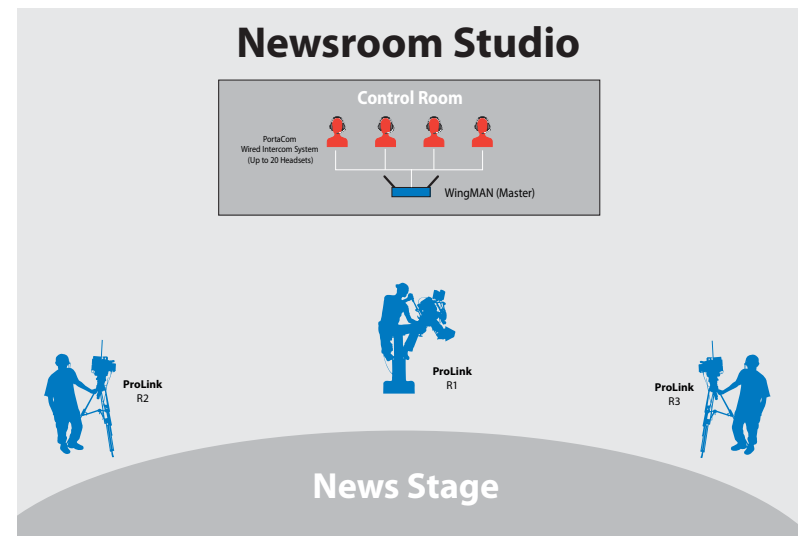 Newsroom Studio
Control Room
PortaCom
Wired Intercom System
(Up to 20 Headsets)
WingMAN (Master)
ProLink
R1
ProLink
R2
ProLink
R3
News Stage